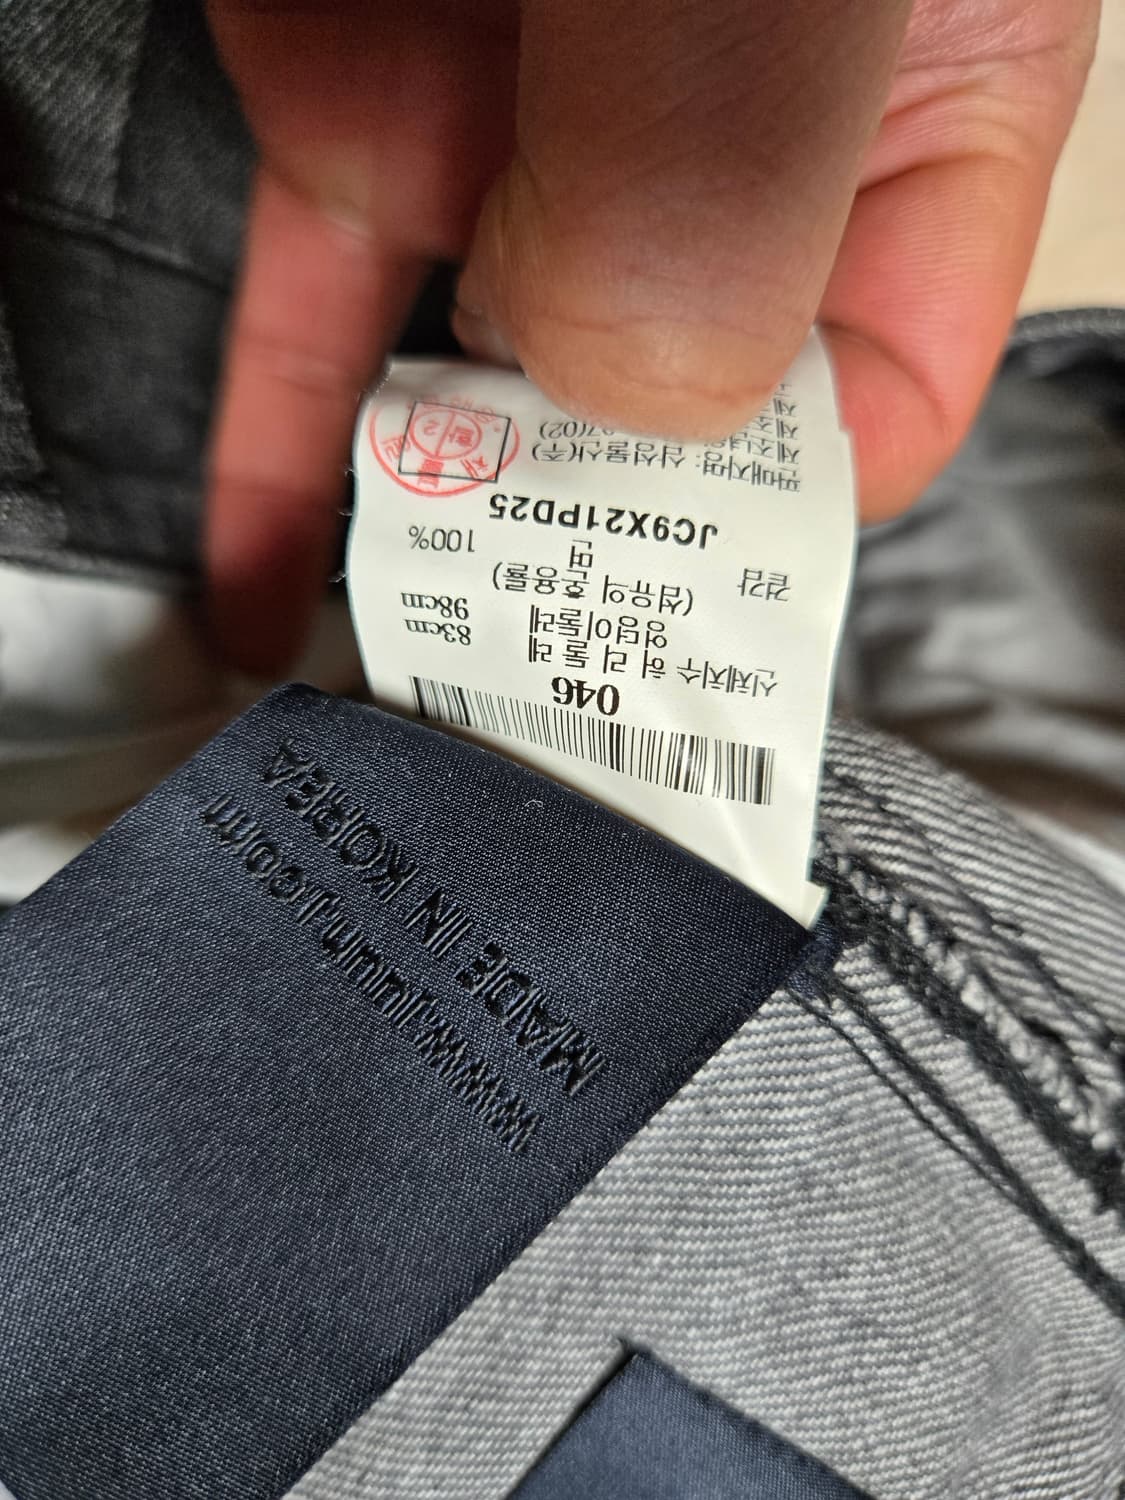 046
신체치수 허 리 둘 레 83cm
엉덩이둘레 98cm
(섬유의 혼용률)
겉감 면 100%
JC9X21PD25
판매자명: 삼성물산(주)
(02)
MADE IN KOREA
www.JuunJ.com